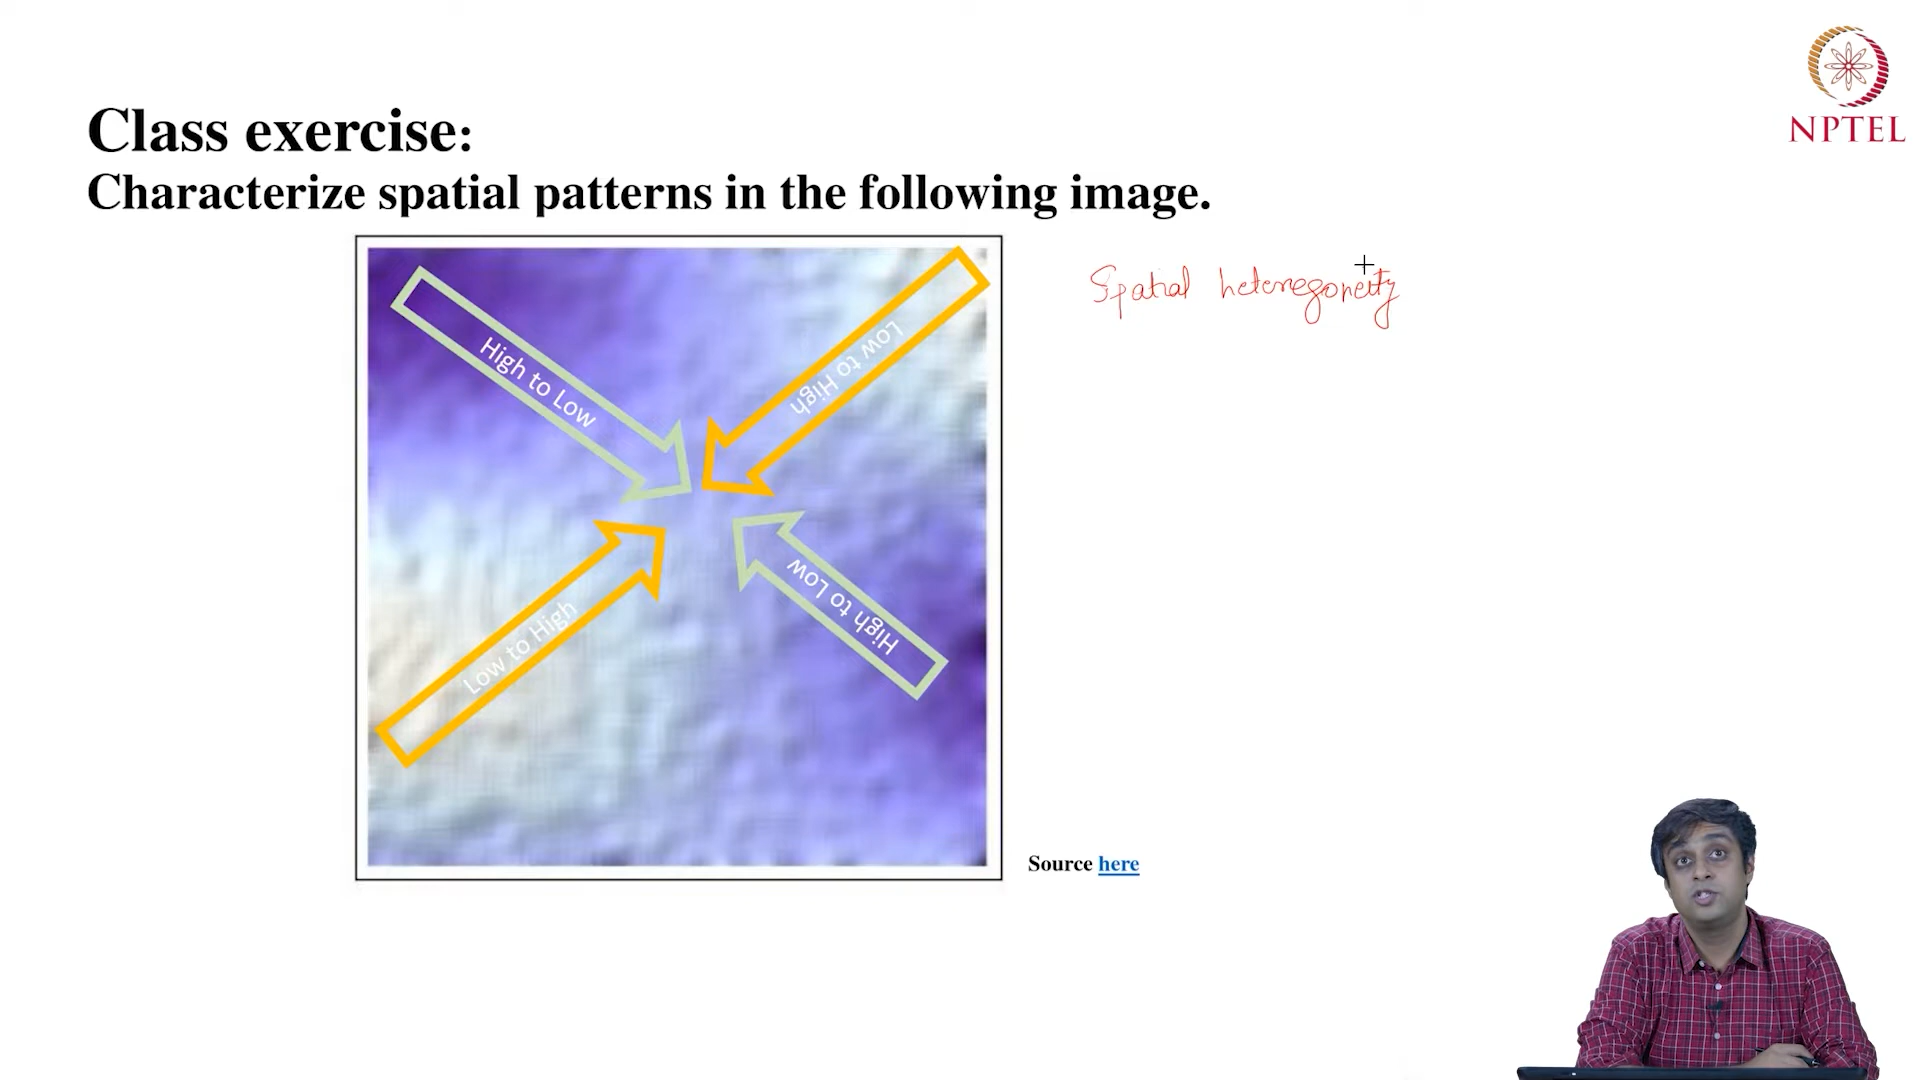 NPTEL
Class exercise:
Characterize spatial patterns in the following image.
Spatial heteregoneity
High to Low
Low to High
Low to High
High to Low
Source here